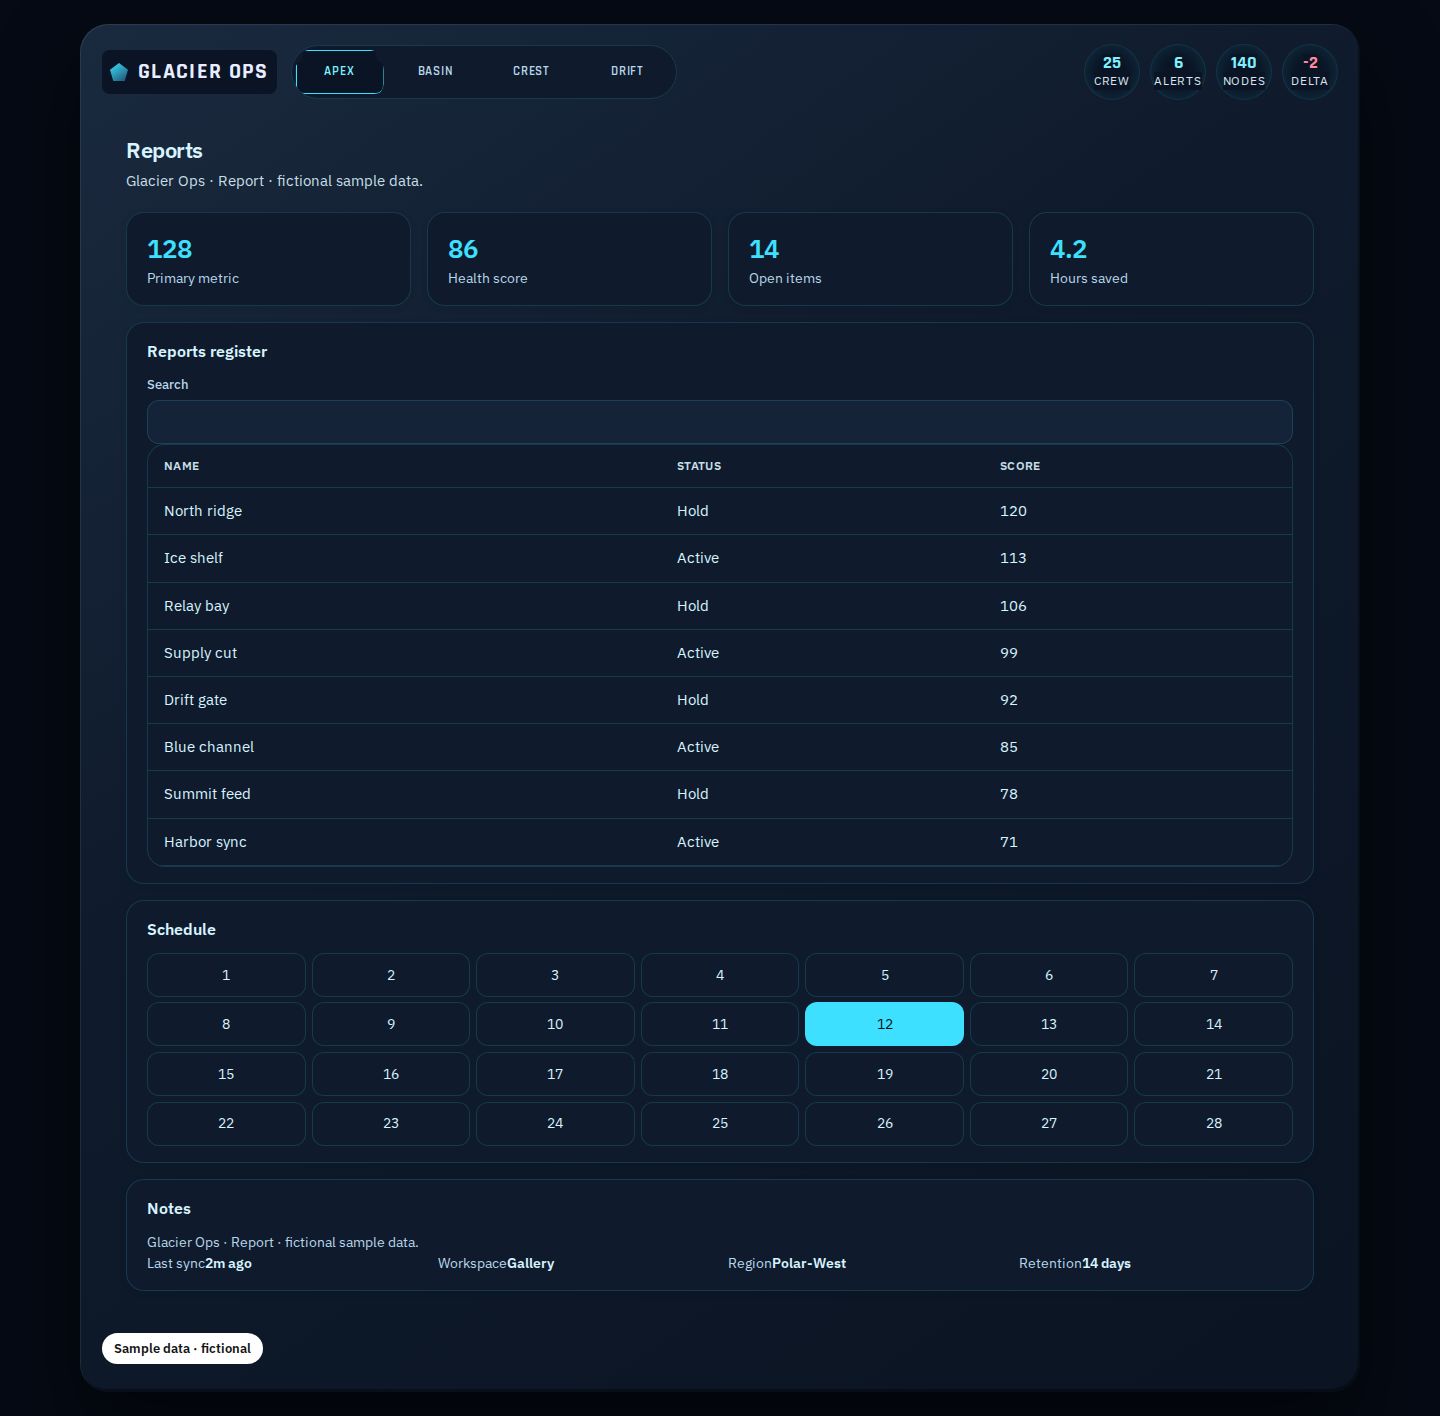 GLACIER OPS
APEX BASIN CREST DRIFT
25 CREW
6 ALERTS
140 NODES
-2 DELTA
Reports
Glacier Ops · Report · fictional sample data.
128
Primary metric
86
Health score
14
Open items
4.2
Hours saved
Reports register
Search
NAME STATUS SCORE
North ridge Hold 120
Ice shelf Active 113
Relay bay Hold 106
Supply cut Active 99
Drift gate Hold 92
Blue channel Active 85
Summit feed Hold 78
Harbor sync Active 71
Schedule
1 2 3 4 5 6 7
8 9 10 11 12 13 14
15 16 17 18 19 20 21
22 23 24 25 26 27 28
Notes
Glacier Ops · Report · fictional sample data.
Last sync2m ago WorkspaceGallery RegionPolar-West Retention14 days
Sample data · fictional